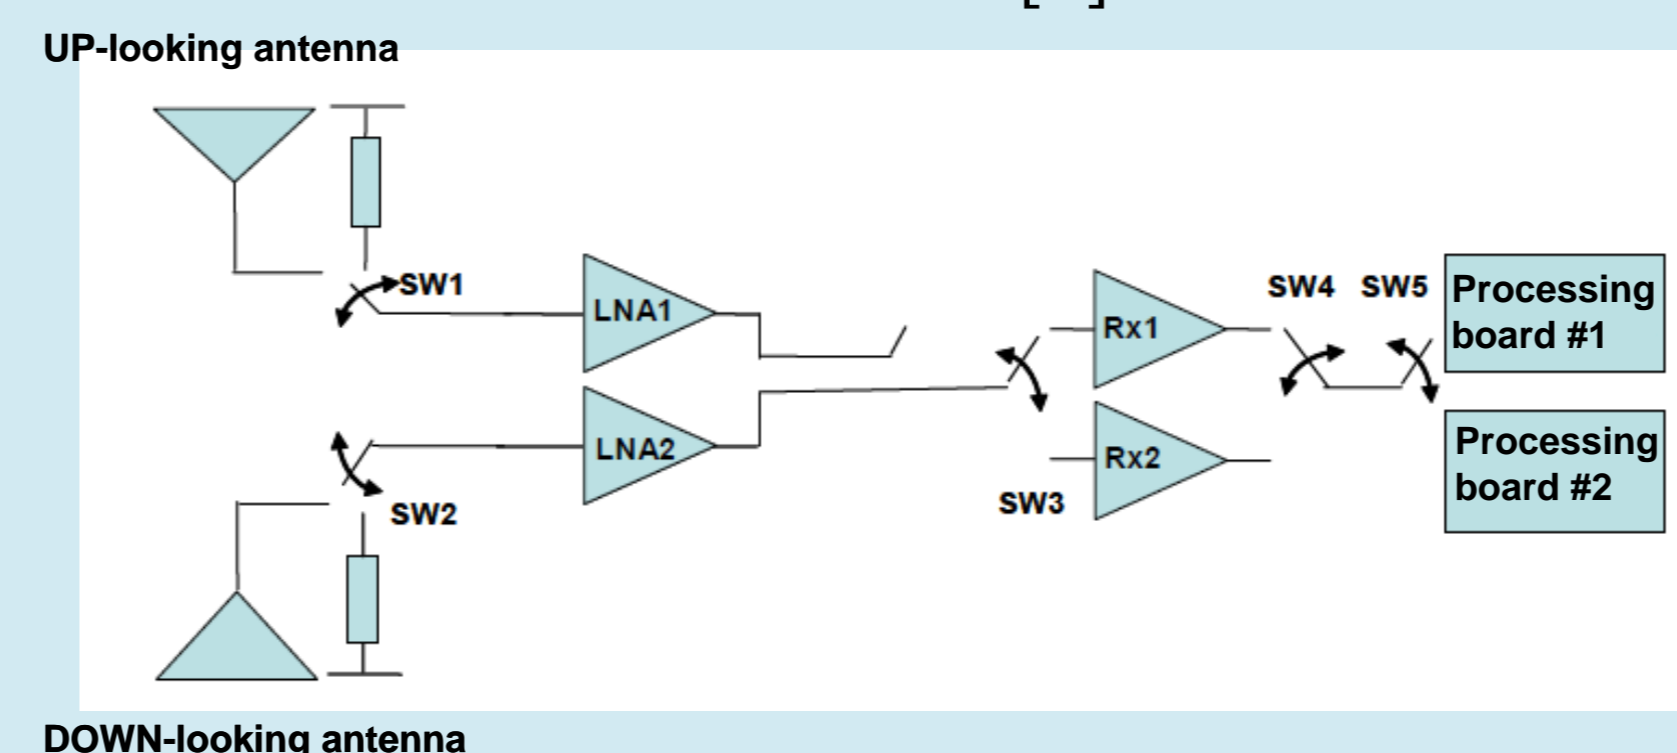 UP-looking antenna
SW1
LNA1
LNA2
SW2
SW3
Rx1
Rx2
SW4 SW5
Processing
board #1
Processing
board #2
DOWN-looking antenna